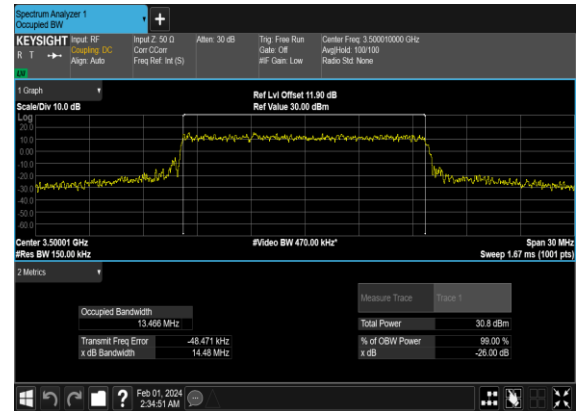 Spectrum Analyzer 1
Occupied BW
+
KEYSIGHT Input: RF Input Z: 50 Ω Atten: 30 dB Trig: Free Run Center Freq: 3.500010000 GHz
R T Coupling: DC Corr CCorr Gate: Off Avg|Hold: 100/100
Align: Auto Freq Ref: Int (S) #IF Gain: Low Radio Std: None
LXI
1 Graph
Ref Lvl Offset 11.90 dB
Scale/Div 10.0 dB Ref Value 30.00 dBm
Log
20.0
10.0
0.00
-10.0
-20.0
-30.0
-40.0
-50.0
-60.0
Center 3.50001 GHz #Video BW 470.00 kHz* Span 30 MHz
#Res BW 150.00 kHz Sweep 1.67 ms (1001 pts)
2 Metrics
Measure Trace Trace 1
Occupied Bandwidth
13.466 MHz Total Power 30.8 dBm
Transmit Freq Error -48.471 kHz % of OBW Power 99.00 %
x dB Bandwidth 14.48 MHz x dB -26.00 dB
? Feb 01, 2024
2:34:51 AM